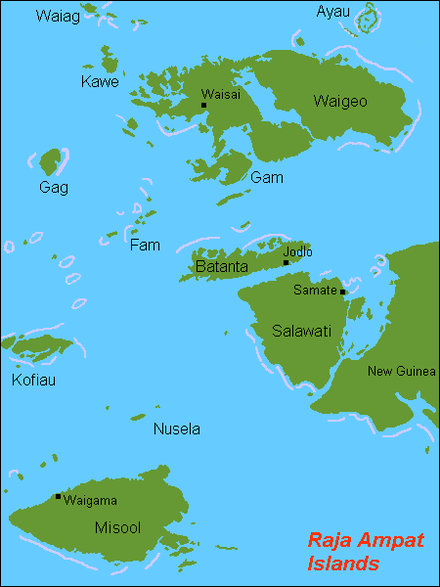 Waiag
Ayau
Kawe
Waisai
Waigeo
Gag
Gam
Fam
Jodlo
Batanta
Samate
Salawati
New Guinea
Kofiau
Nusela
Waigama
Misool
Raja Ampat
Islands